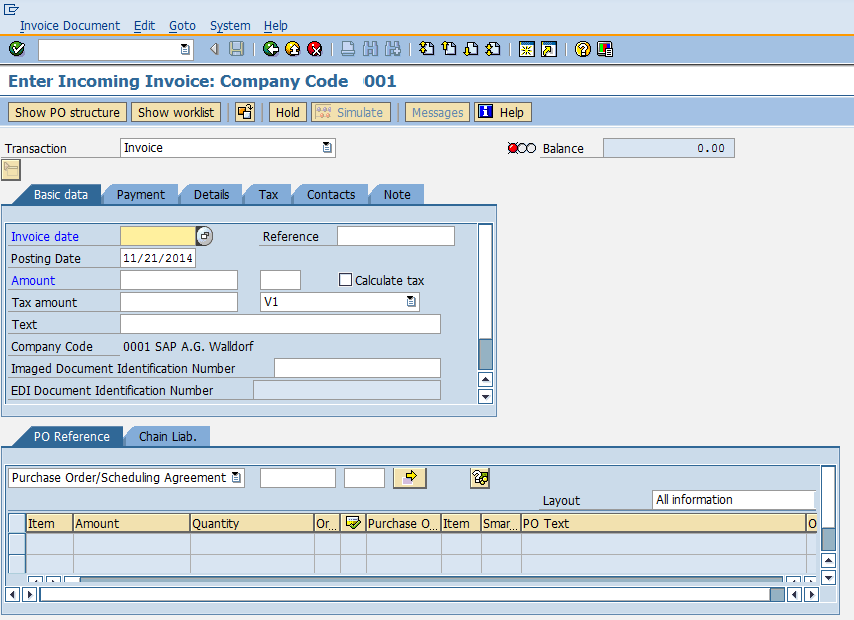 Invoice Document Edit Goto System Help
Enter Incoming Invoice: Company Code 001
Show PO structure Show worklist Hold Simulate Messages Help
Transaction Invoice Balance 0.00
Basic data Payment Details Tax Contacts Note
Invoice date Reference
Posting Date 11/21/2014
Amount Calculate tax
Tax amount V1
Text
Company Code 0001 SAP A.G. Walldorf
Imaged Document Identification Number
EDI Document Identification Number
PO Reference Chain Liab.
Purchase Order/Scheduling Agreement
Layout All information
Item Amount Quantity Or... Purchase O... Item Smar... PO Text O